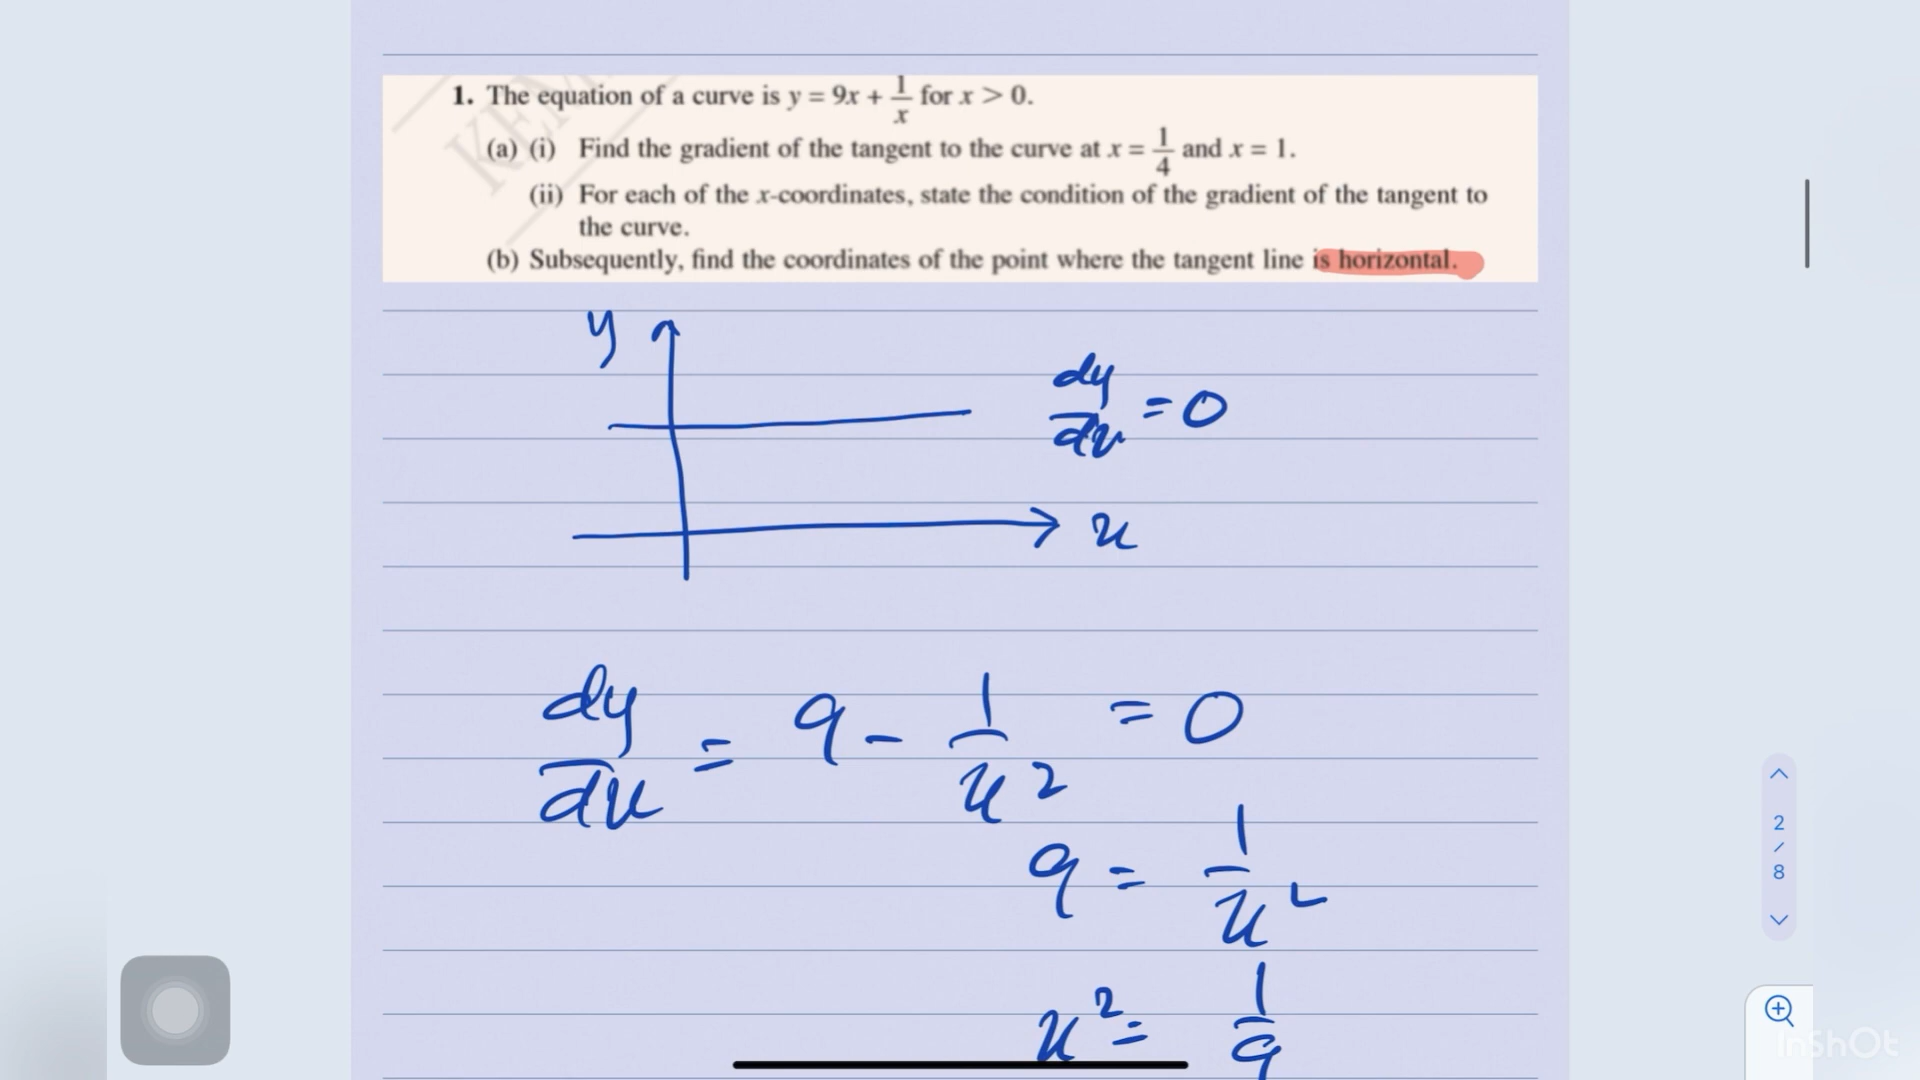 KEM
1. The equation of a curve is y = 9x + 1/x for x > 0.
(a) (i) Find the gradient of the tangent to the curve at x = 1/4 and x = 1.
(ii) For each of the x-coordinates, state the condition of the gradient of the tangent to
the curve.
(b) Subsequently, find the coordinates of the point where the tangent line is horizontal.
y
dy/dx = 0
x
dy/dx = 9 - 1/x² = 0
9 = 1/x²
x² = 1/9
2
/
8
InShOt